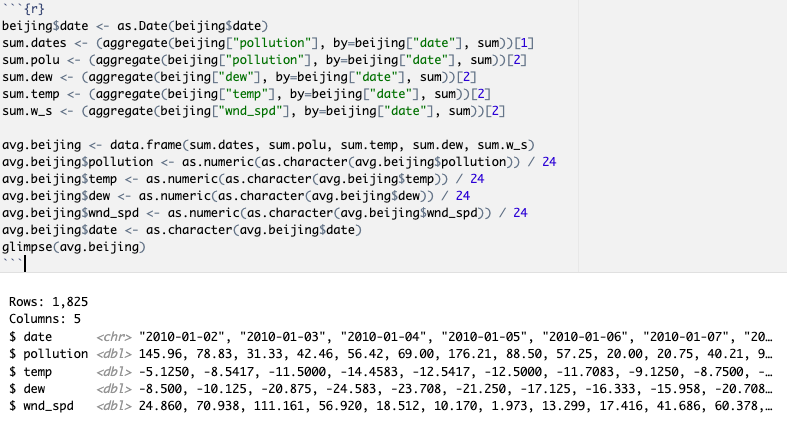 ```{r}
beijing$date <- as.Date(beijing$date)
sum.dates <- (aggregate(beijing["pollution"], by=beijing["date"], sum))[1]
sum.polu <- (aggregate(beijing["pollution"], by=beijing["date"], sum))[2]
sum.dew <- (aggregate(beijing["dew"], by=beijing["date"], sum))[2]
sum.temp <- (aggregate(beijing["temp"], by=beijing["date"], sum))[2]
sum.w_s <- (aggregate(beijing["wnd_spd"], by=beijing["date"], sum))[2]

avg.beijing <- data.frame(sum.dates, sum.polu, sum.temp, sum.dew, sum.w_s)
avg.beijing$pollution <- as.numeric(as.character(avg.beijing$pollution)) / 24
avg.beijing$temp <- as.numeric(as.character(avg.beijing$temp)) / 24
avg.beijing$dew <- as.numeric(as.character(avg.beijing$dew)) / 24
avg.beijing$wnd_spd <- as.numeric(as.character(avg.beijing$wnd_spd)) / 24
avg.beijing$date <- as.character(avg.beijing$date)
glimpse(avg.beijing)
```

Rows: 1,825
Columns: 5
$ date      <chr> "2010-01-02", "2010-01-03", "2010-01-04", "2010-01-05", "2010-01-06", "2010-01-07", "20…
$ pollution <dbl> 145.96, 78.83, 31.33, 42.46, 56.42, 69.00, 176.21, 88.50, 57.25, 20.00, 20.75, 40.21, 9…
$ temp      <dbl> -5.1250, -8.5417, -11.5000, -14.4583, -12.5417, -12.5000, -11.7083, -9.1250, -8.7500, -…
$ dew       <dbl> -8.500, -10.125, -20.875, -24.583, -23.708, -21.250, -17.125, -16.333, -15.958, -20.708…
$ wnd_spd   <dbl> 24.860, 70.938, 111.161, 56.920, 18.512, 10.170, 1.973, 13.299, 17.416, 41.686, 60.378,…